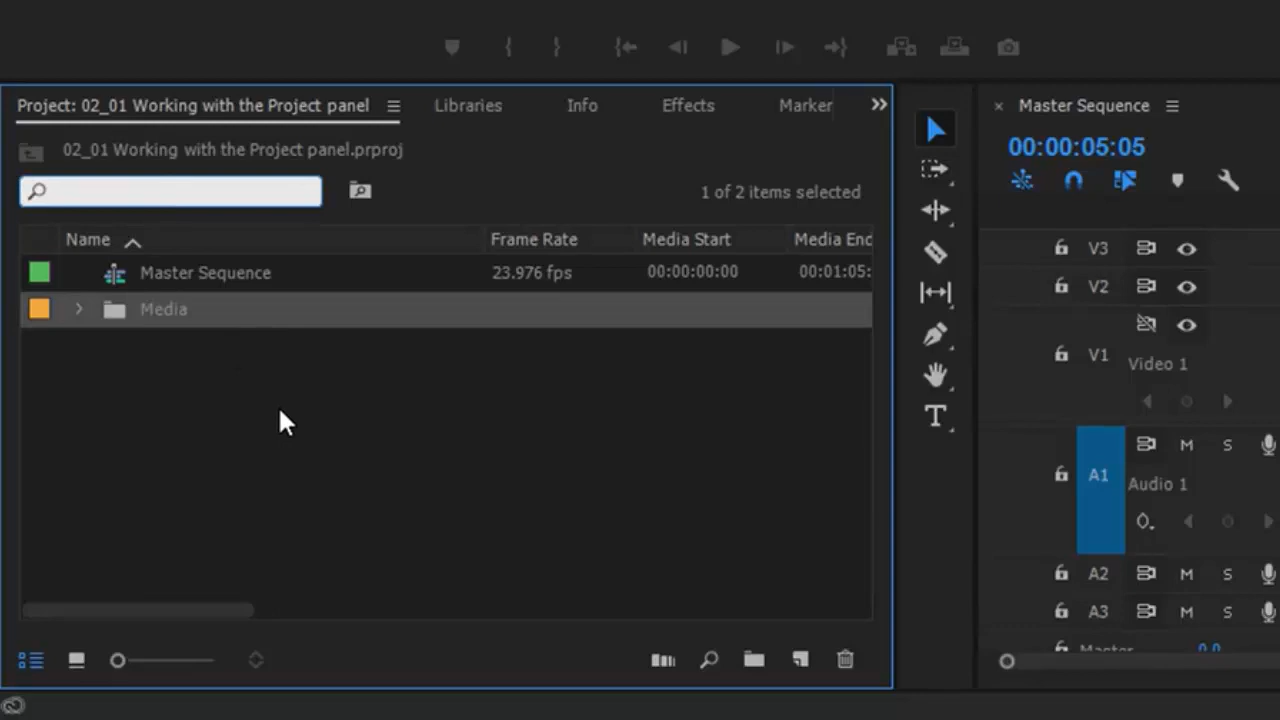 Project: 02_01 Working with the Project panel
Libraries
Info
Effects
Marker
Master Sequence
02_01 Working with the Project panel.prproj
00:00:05:05
1 of 2 items selected
Name
Frame Rate
Media Start
Media End
Master Sequence
23.976 fps
00:00:00:00
00:01:05:
Media
V3
V2
V1
Video 1
A1
M
S
Audio 1
A2
M
S
A3
M
S
Master
0.0